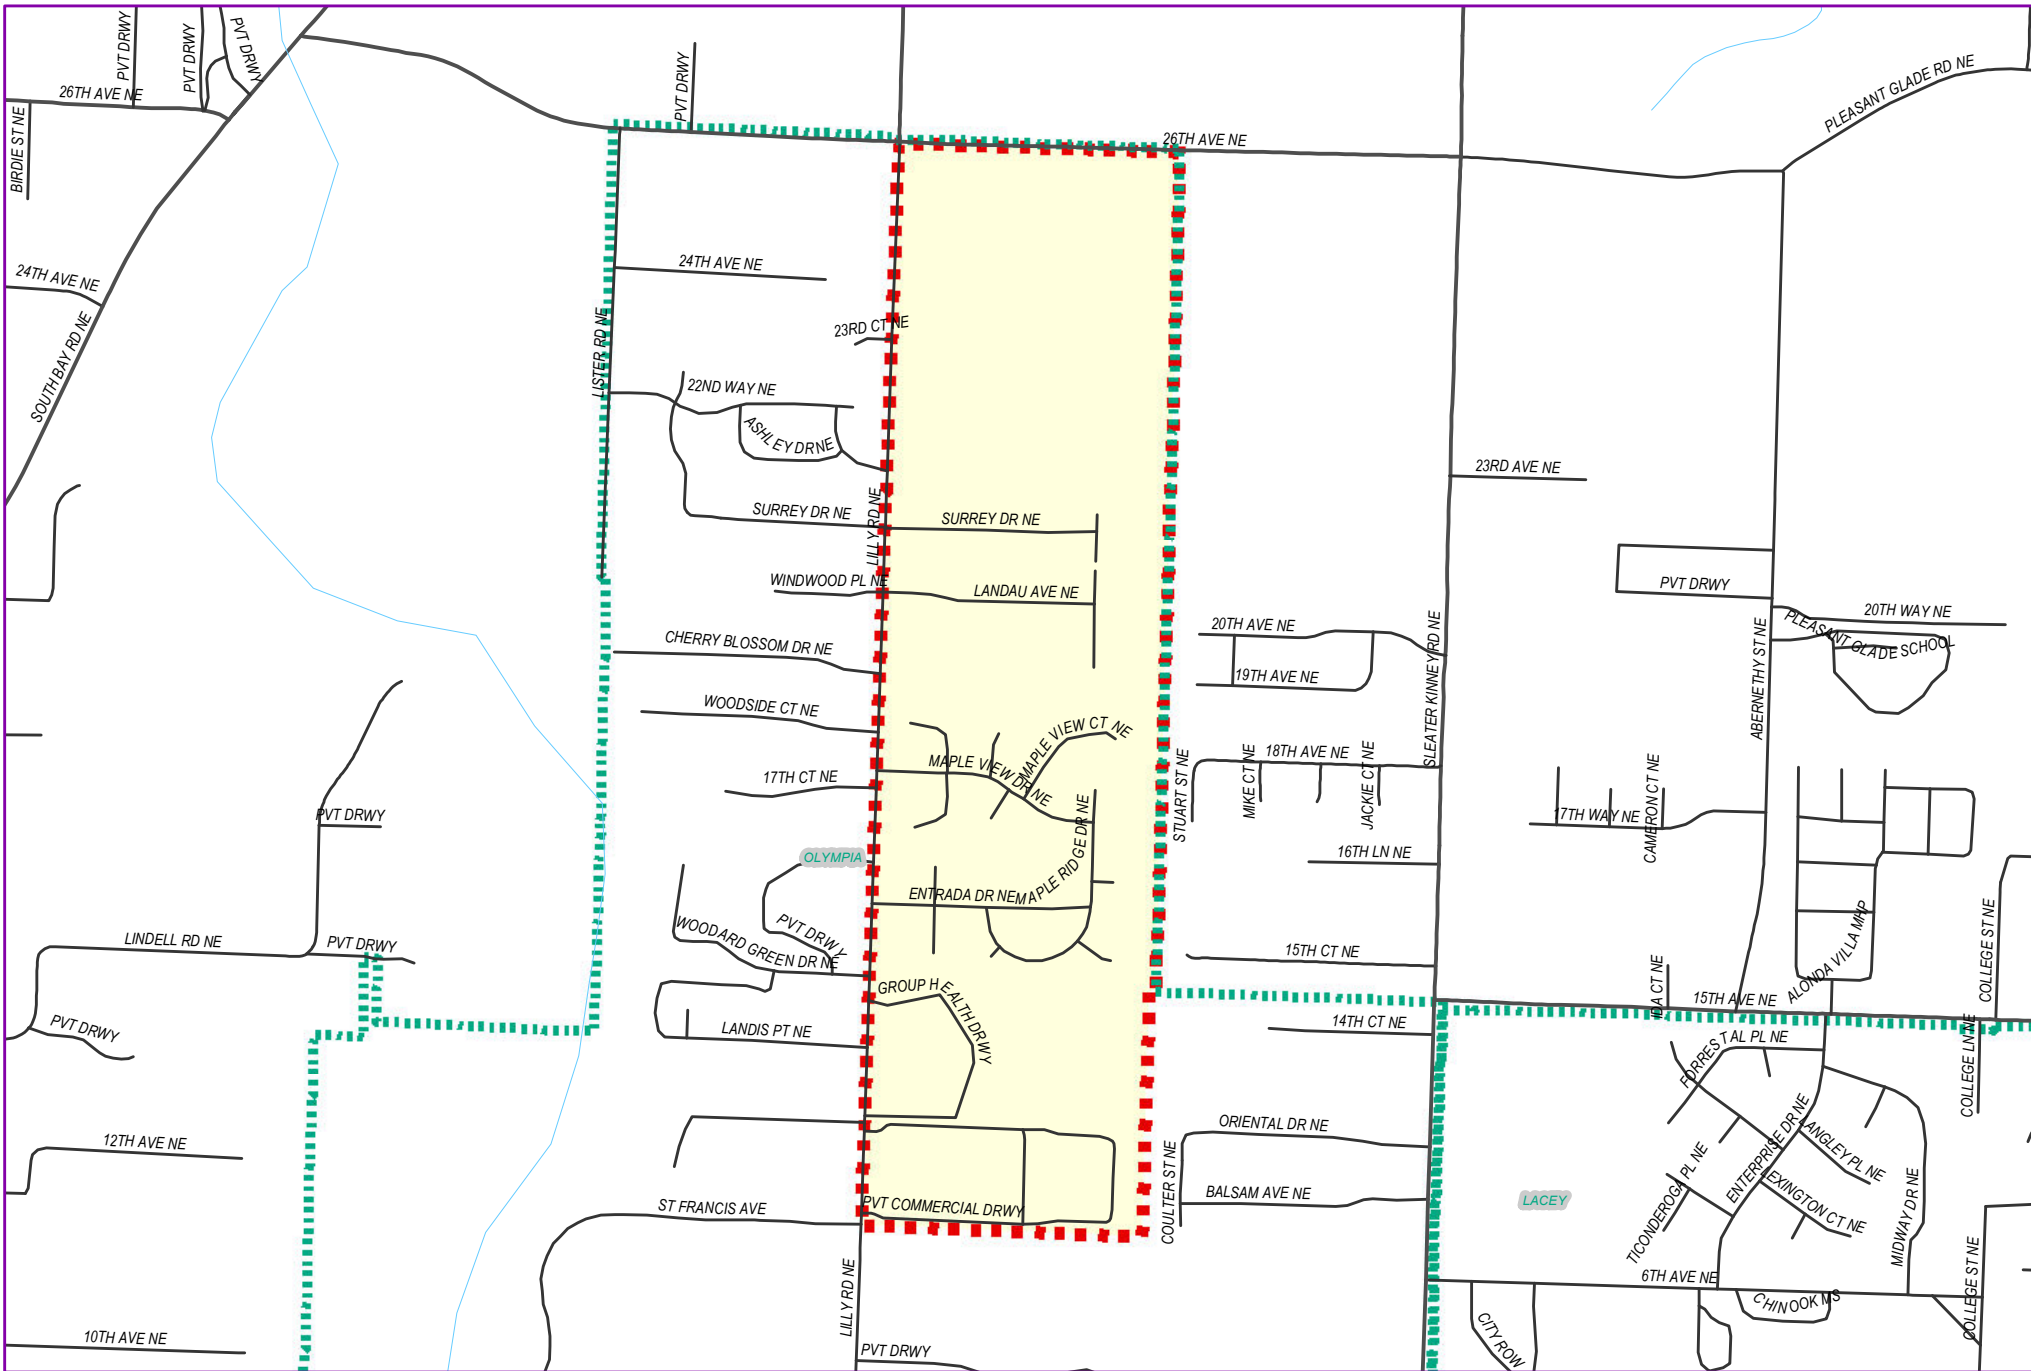 PVT DRWY
PVT DRWY
PVT DRWY
26TH AVE NE
BIRDIE ST NE
PVT DRWY
26TH AVE NE
PLEASANT GLADE RD NE
24TH AVE NE
SOUTH BAY RD NE
24TH AVE NE
LISTER RD NE
23RD CT NE
22ND WAY NE
ASHLEY DR NE
LILLY RD NE
SURREY DR NE
SURREY DR NE
23RD AVE NE
WINDWOOD PL NE
LANDAU AVE NE
PVT DRWY
20TH WAY NE
PLEASANT GLADE SCHOOL
ABERNETHY ST NE
CHERRY BLOSSOM DR NE
20TH AVE NE
19TH AVE NE
SLEATER KINNEY RD NE
WOODSIDE CT NE
MAPLE VIEW CT NE
MAPLE VIEW DR NE
STUART ST NE
18TH AVE NE
MIKE CT NE
JACKIE CT NE
17TH CT NE
17TH WAY NE
CAMERON CT NE
PVT DRWY
OLYMPIA
16TH LN NE
MAPLE RIDGE DR NE
ENTRADA DR NE
LINDELL RD NE
PVT DRWY
WOODARD GREEN DR NE
PVT DRWY
15TH CT NE
ALONDA VILLA MHP
COLLEGE ST NE
IDA CT NE
15TH AVE NE
GROUP HEALTH DRWY
PVT DRWY
LANDIS PT NE
14TH CT NE
FORRESTAL PL NE
COLLEGE LN NE
12TH AVE NE
ORIENTAL DR NE
COULTER ST NE
ENTERPRISE DR NE
LANGLEY PL NE
TICONDEROGA PL NE
LEXINGTON CT NE
MIDWAY DR NE
ST FRANCIS AVE
PVT COMMERCIAL DRWY
BALSAM AVE NE
LACEY
LILLY RD NE
6TH AVE NE
CHINOOK MS
COLLEGE ST NE
CITY ROW
10TH AVE NE
PVT DRWY